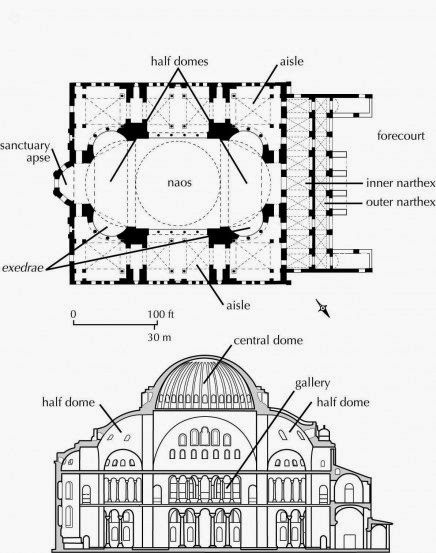 half domes
aisle
forecourt
sanctuary
apse
naos
inner narthex
outer narthex
exedrae
aisle
0
100 ft
30 m
central dome
gallery
half dome
half dome